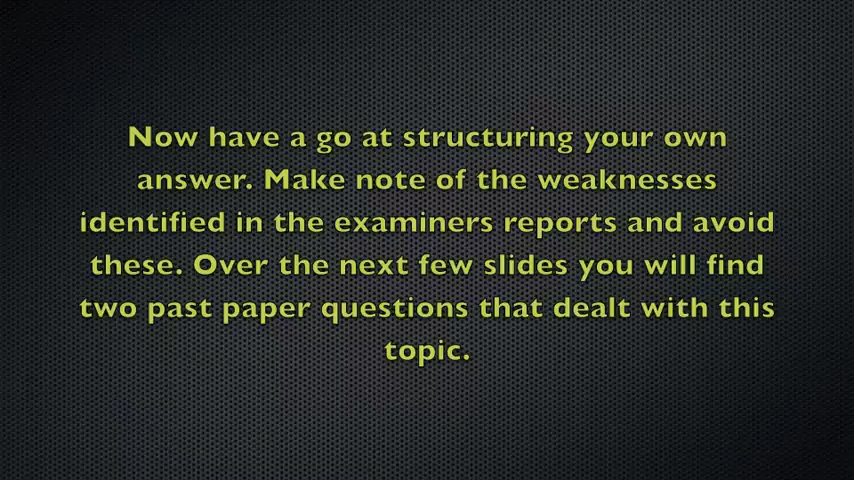 Now have a go at structuring your own
answer. Make note of the weaknesses
identified in the examiners reports and avoid
these. Over the next few slides you will find
two past paper questions that dealt with this
topic.